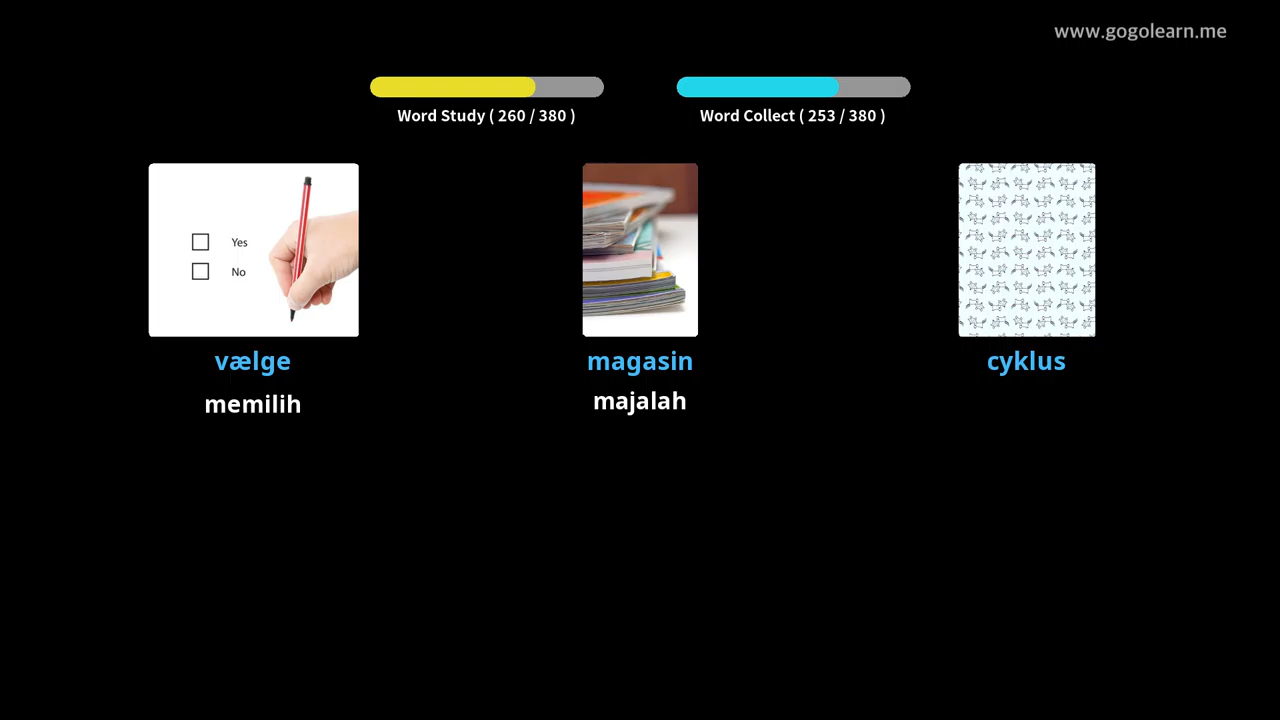 www.gogolearn.me
Word Study ( 260 / 380 )
Word Collect ( 253 / 380 )
Yes
No
vælge
memilih
magasin
majalah
cyklus